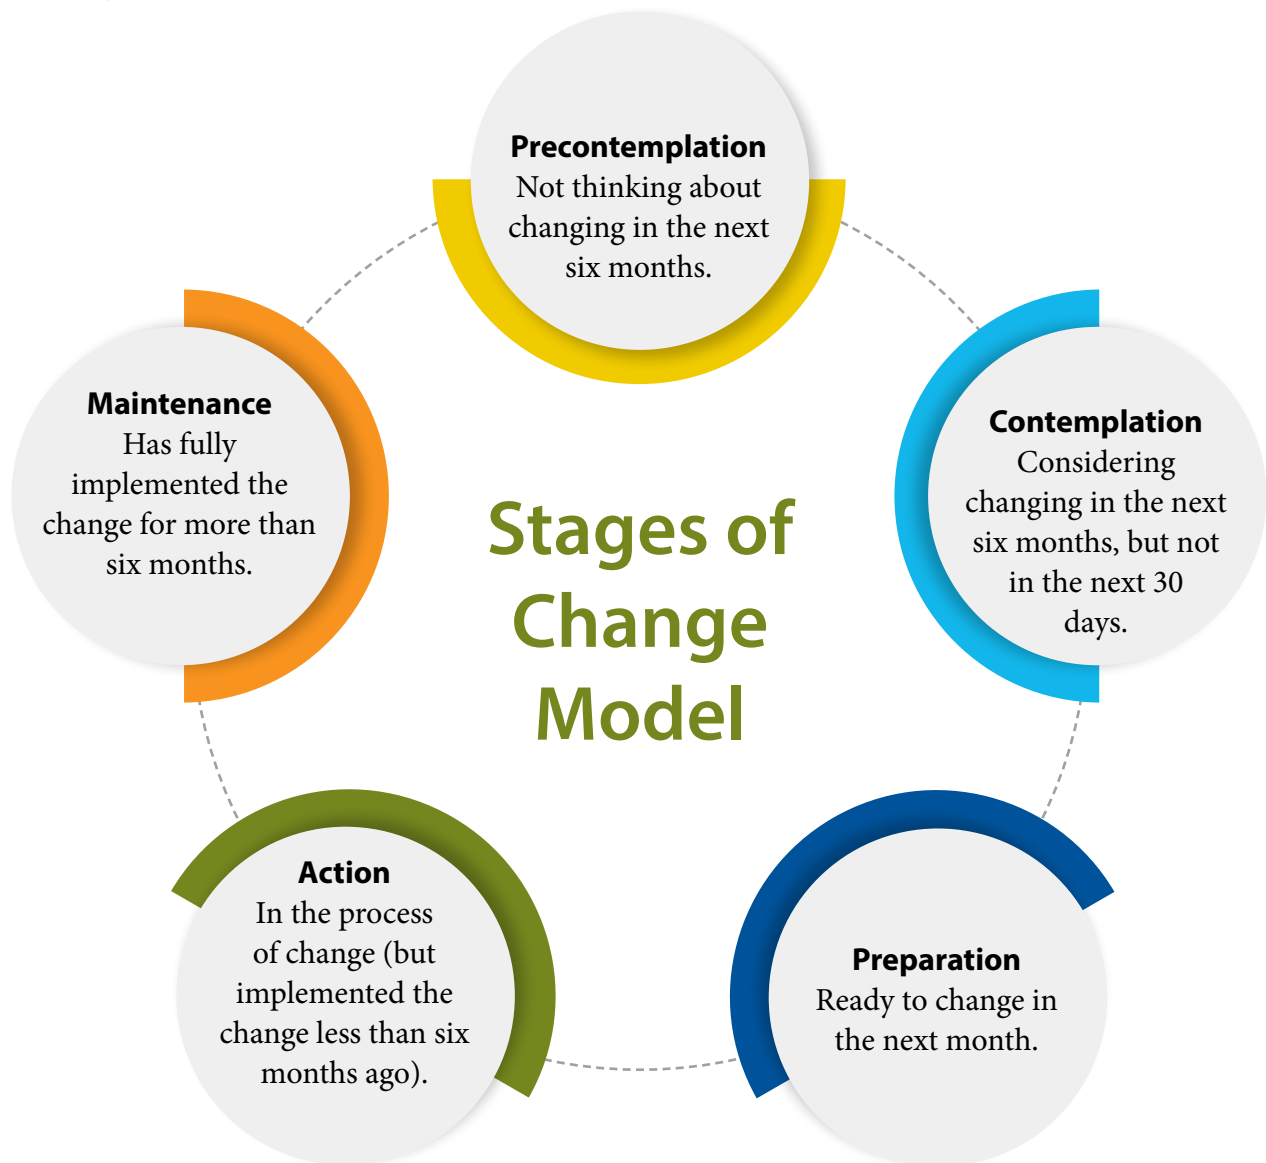 Precontemplation
Not thinking about
changing in the next
six months.
Contemplation
Considering
changing in the next
six months, but not
in the next 30
days.
Preparation
Ready to change in
the next month.
Action
In the process
of change (but
implemented the
change less than six
months ago).
Maintenance
Has fully
implemented the
change for more than
six months.
Stages of
Change
Model